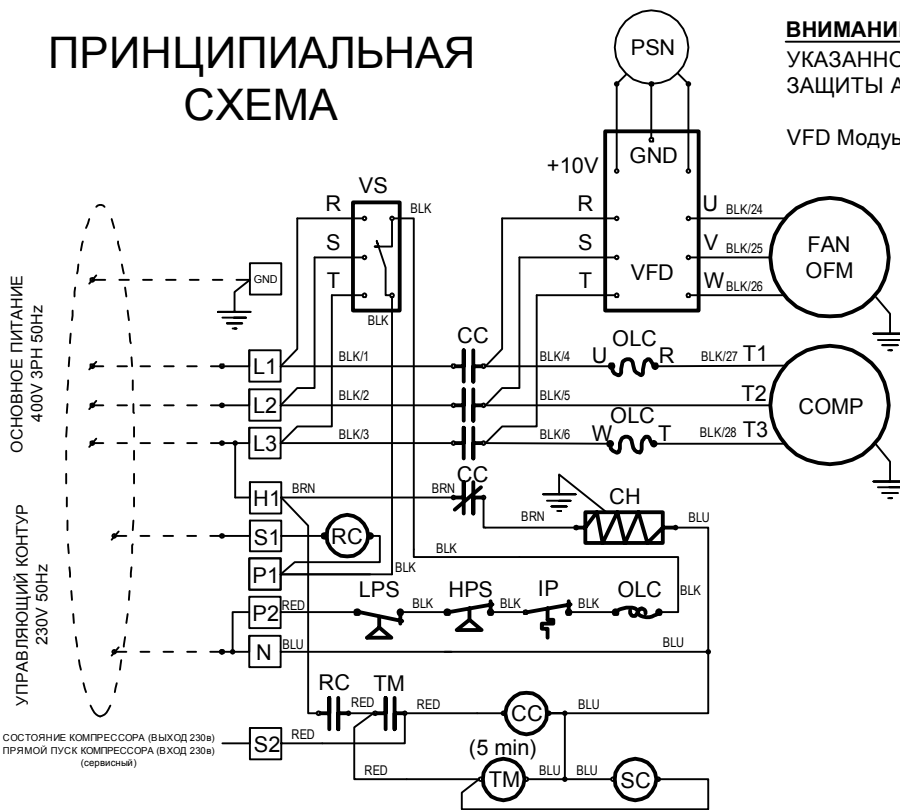 ПРИНЦИПИАЛЬНАЯ
СХЕМА
PSN
ВНИМАНИ
УКАЗАННО
ЗАЩИТЫ А
VFD Модуь
+10V
GND
VS
R
BLK
R
U
BLK/24
S
S
V
BLK/25
FAN
OFM
T
T
VFD
W
BLK/26
GND
BLK
ОСНОВНОЕ ПИТАНИЕ
400V 3PH 50Hz
CC
OLC
L1
BLK/1
BLK/4
U
R
BLK/27
T1
L2
BLK/2
BLK/5
T2
COMP
OLC
L3
BLK/3
BLK/6
W
T
BLK/28
T3
CC
H1
BRN
BRN
CH
BRN
BLU
S1
RC
BLK
УПРАВЛЯЮЩИЙ КОНТУР
230V 50Hz
P1
BLK
LPS
HPS
IP
OLC
BLK
P2
RED
BLK
BLK
BLK
N
BLU
BLU
RC
TM
RED
RED
CC
BLU
СОСТОЯНИЕ КОМПРЕССОРА (ВЫХОД 230в)
ПРЯМОЙ ПУСК КОМПРЕССОРА (ВХОД 230в)
(сервисный)
S2
RED
(5 min)
RED
TM
BLU
BLU
SC